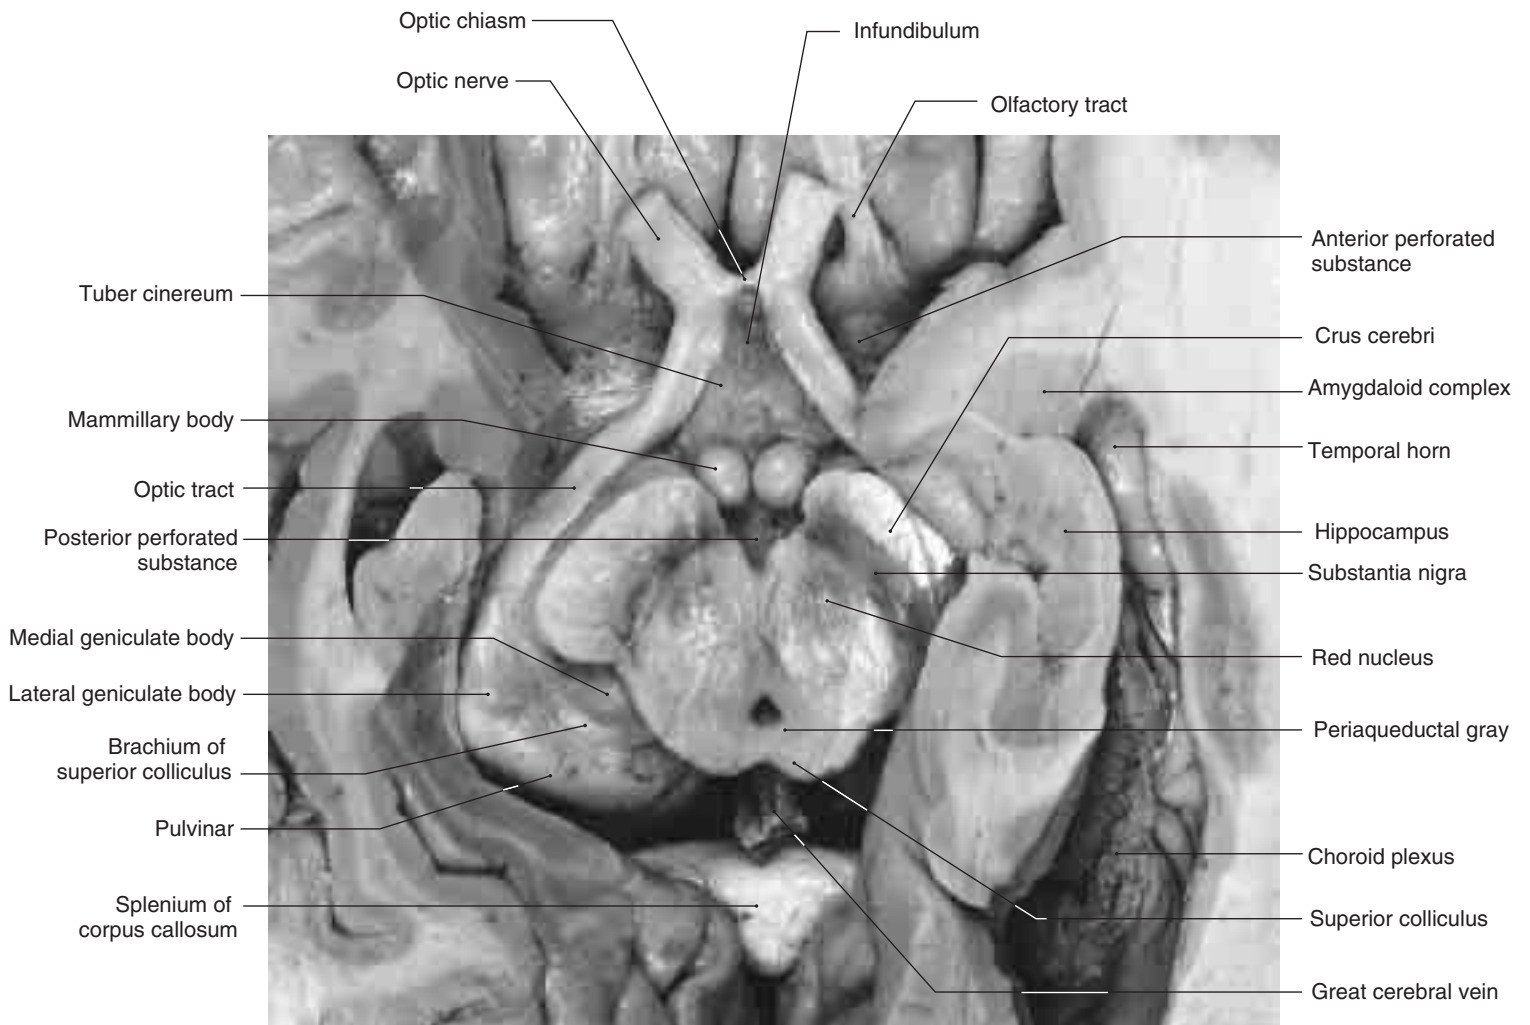 Optic chiasm
Infundibulum
Optic nerve
Olfactory tract
Anterior perforated
substance
Tuber cinereum
Crus cerebri
Amygdaloid complex
Mammillary body
Temporal horn
Optic tract
Posterior perforated
substance
Hippocampus
Substantia nigra
Medial geniculate body
Red nucleus
Lateral geniculate body
Periaqueductal gray
Brachium of
superior colliculus
Pulvinar
Choroid plexus
Splenium of
corpus callosum
Superior colliculus
Great cerebral vein